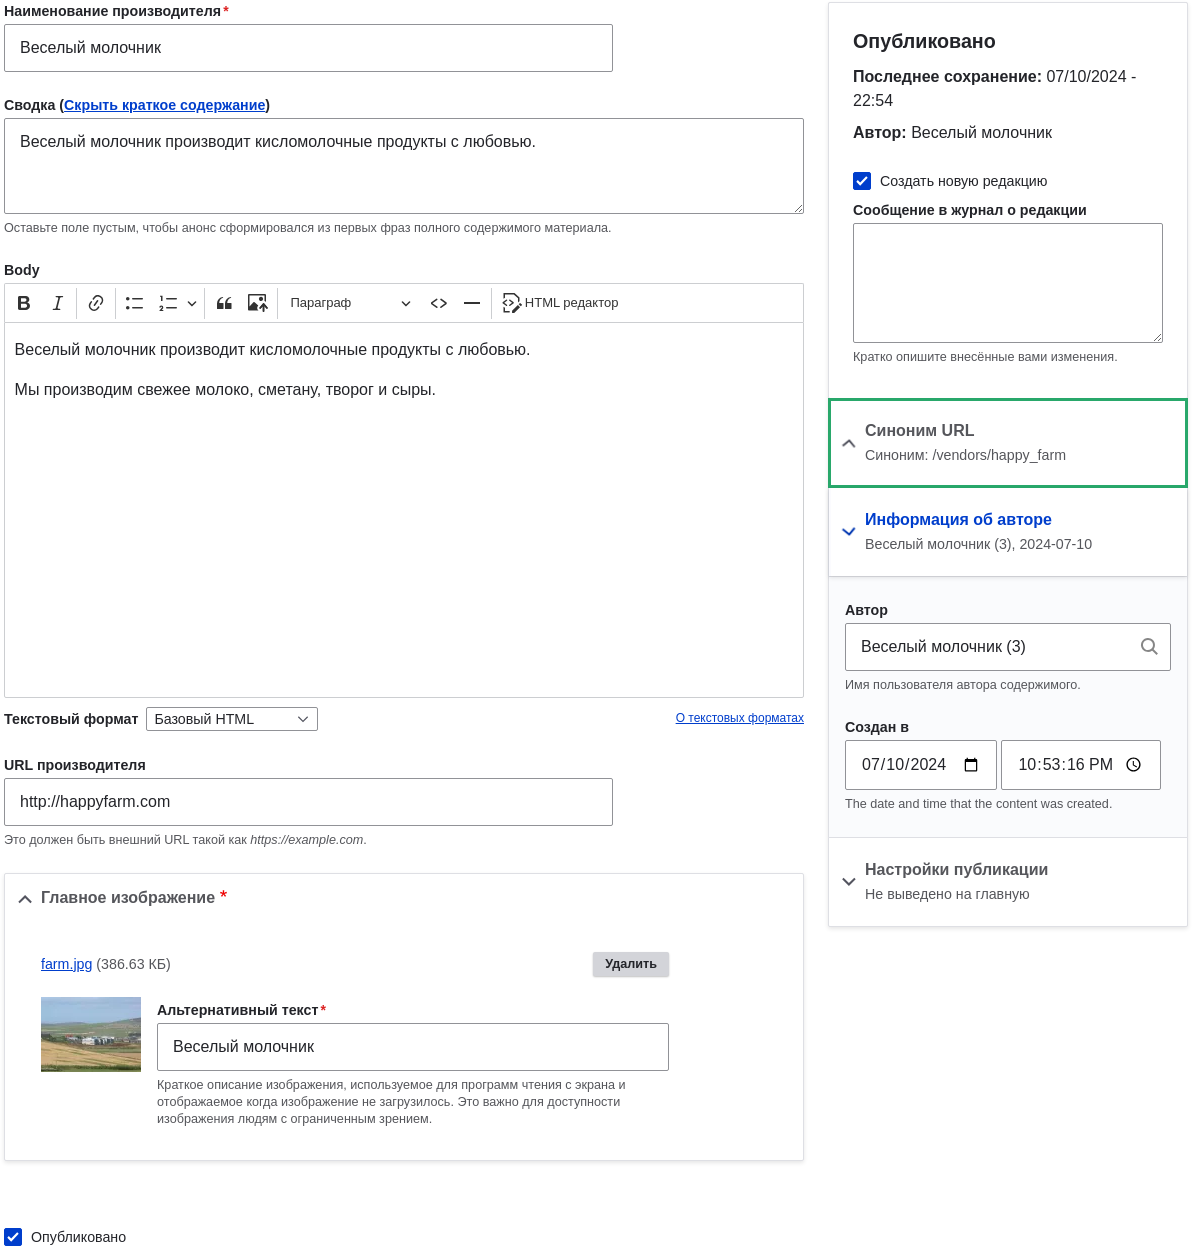 Наименование производителя*
Веселый молочник
Сводка (Скрыть краткое содержание)
Веселый молочник производит кисломолочные продукты с любовью.
Оставьте поле пустым, чтобы анонс сформировался из первых фраз полного содержимого материала.
Body
B I Параграф HTML редактор
Веселый молочник производит кисломолочные продукты с любовью.
Мы производим свежее молоко, сметану, творог и сыры.
Текстовый формат Базовый HTML О текстовых форматах
URL производителя
http://happyfarm.com
Это должен быть внешний URL такой как https://example.com.
Главное изображение *
farm.jpg (386.63 КБ) Удалить
Альтернативный текст*
Веселый молочник
Краткое описание изображения, используемое для программ чтения с экрана и
отображаемое когда изображение не загрузилось. Это важно для доступности
изображения людям с ограниченным зрением.
Опубликовано
Опубликовано
Последнее сохранение: 07/10/2024 -
22:54
Автор: Веселый молочник
Создать новую редакцию
Сообщение в журнал о редакции
Кратко опишите внесённые вами изменения.
Синоним URL
Синоним: /vendors/happy_farm
Информация об авторе
Веселый молочник (3), 2024-07-10
Автор
Веселый молочник (3)
Имя пользователя автора содержимого.
Создан в
07/10/2024 10:53:16 PM
The date and time that the content was created.
Настройки публикации
Не выведено на главную